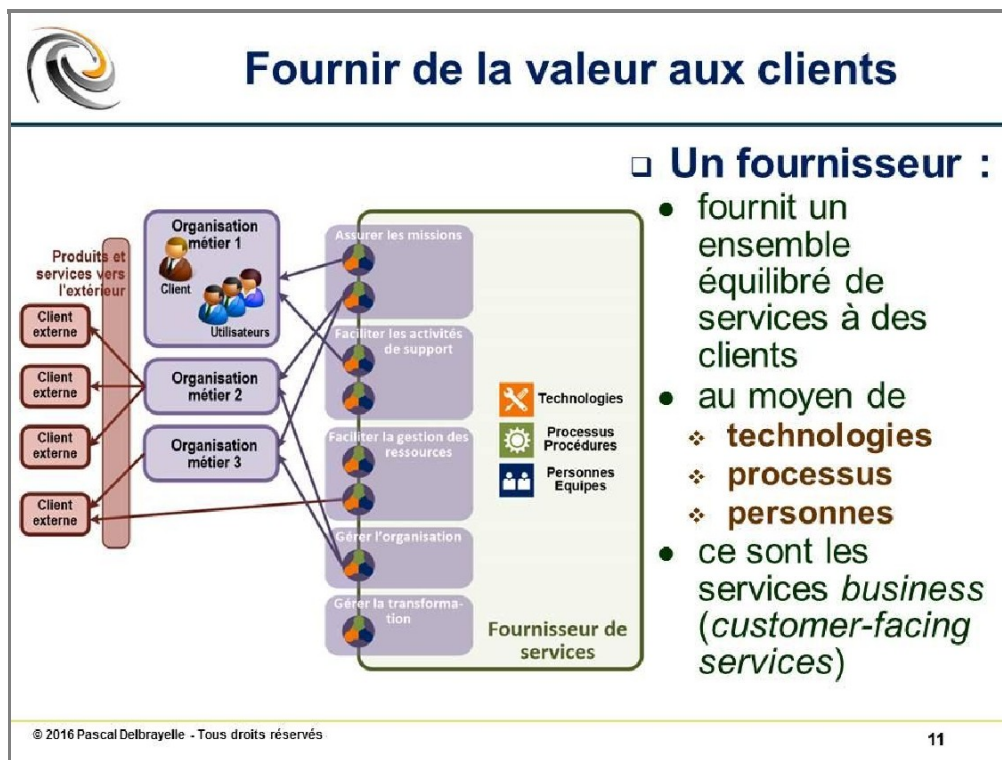 Fournir de la valeur aux clients
Produits et
services vers
l'extérieur
Client
externe
Client
externe
Client
externe
Client
externe
Organisation
métier 1
Client
Utilisateurs
Organisation
métier 2
Organisation
métier 3
Assurer les missions
Faciliter les activités
de support
Faciliter la gestion des
ressources
Gérer l'organisation
Gérer la transforma-
tion
Technologies
Processus
Procédures
Personnes
Equipes
Fournisseur de
services
Un fournisseur :
fournit un
ensemble
équilibré de
services à des
clients
au moyen de
technologies
processus
personnes
ce sont les
services business
(customer-facing
services)
© 2016 Pascal Delbrayelle - Tous droits réservés
11